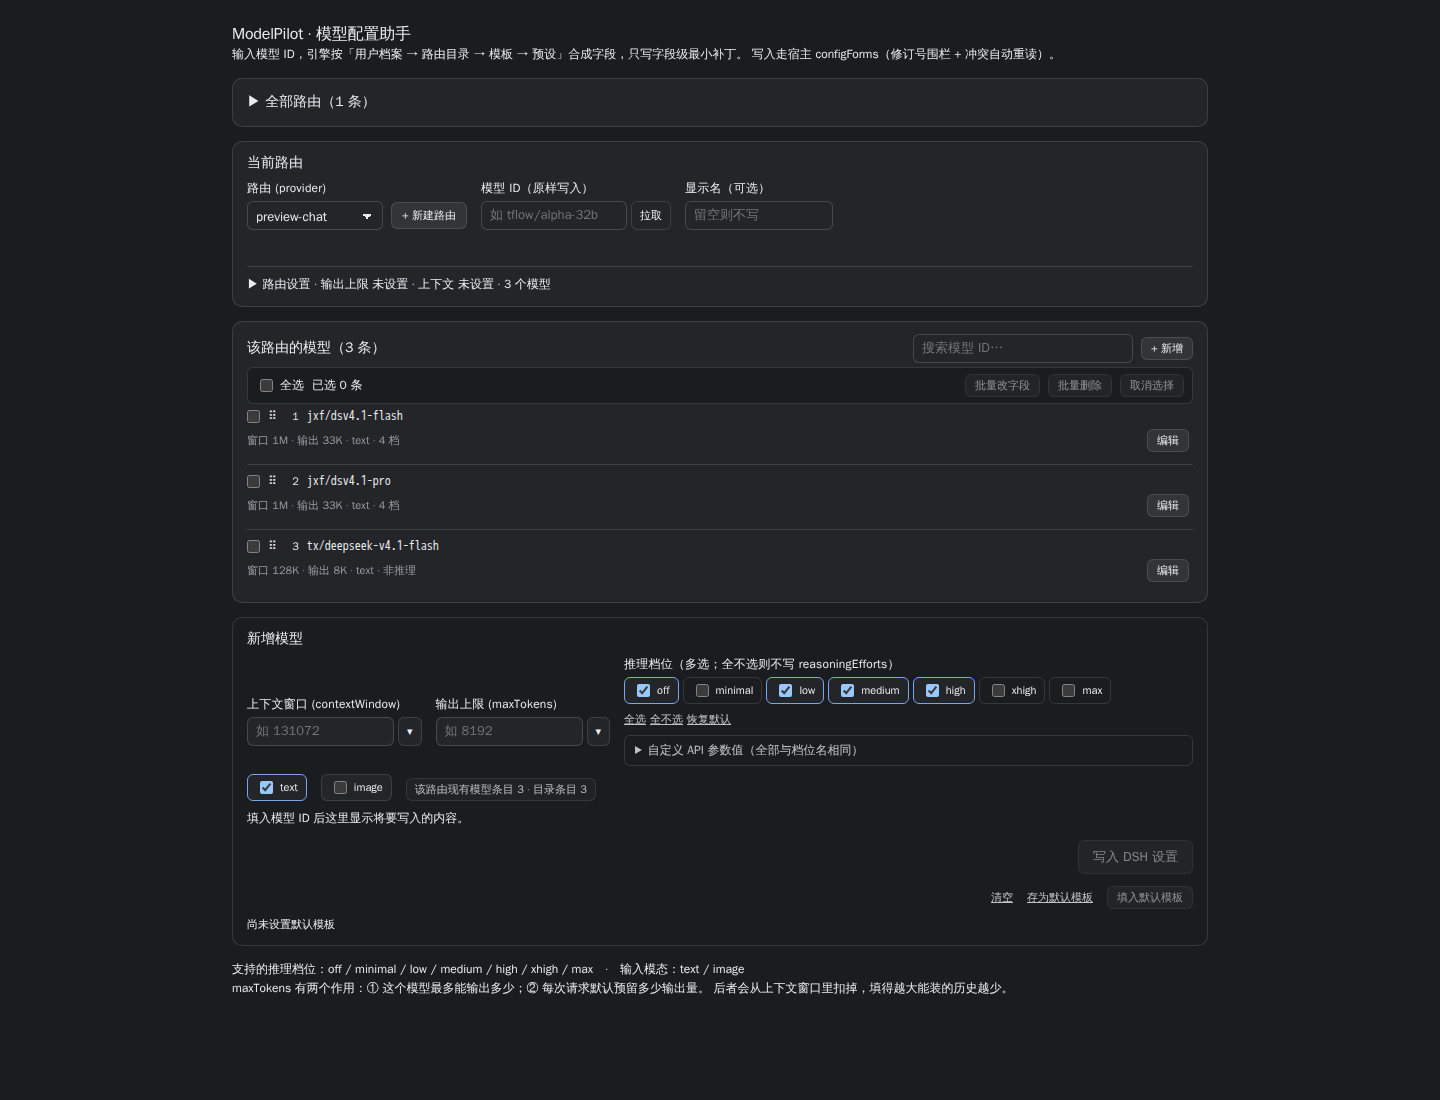 ModelPilot · 模型配置助手
输入模型 ID，引擎按「用户档案 → 路由目录 → 模板 → 预设」合成字段，只写字段级最小补丁。 写入走宿主 configForms（修订号围栏 + 冲突自动重读）。
▶ 全部路由（1 条）
当前路由
路由 (provider)
模型 ID（原样写入）
显示名（可选）
preview-chat
+ 新建路由
如 tflow/alpha-32b
拉取
留空则不写
▶ 路由设置 · 输出上限 未设置 · 上下文 未设置 · 3 个模型
该路由的模型（3 条）
搜索模型 ID…
+ 新增
全选 已选 0 条
批量改字段
批量删除
取消选择
1 jxf/dsv4.1-flash
窗口 1M · 输出 33K · text · 4 档
编辑
2 jxf/dsv4.1-pro
窗口 1M · 输出 33K · text · 4 档
编辑
3 tx/deepseek-v4.1-flash
窗口 128K · 输出 8K · text · 非推理
编辑
新增模型
推理档位（多选；全不选则不写 reasoningEfforts）
off
minimal
low
medium
high
xhigh
max
上下文窗口 (contextWindow)
输出上限 (maxTokens)
全选 全不选 恢复默认
如 131072
▼
如 8192
▼
▶ 自定义 API 参数值（全部与档位名相同）
text
image
该路由现有模型条目 3 · 目录条目 3
填入模型 ID 后这里显示将要写入的内容。
写入 DSH 设置
清空
存为默认模板
填入默认模板
尚未设置默认模板
支持的推理档位：off / minimal / low / medium / high / xhigh / max · 输入模态：text / image
maxTokens 有两个作用：① 这个模型最多能输出多少；② 每次请求默认预留多少输出量。 后者会从上下文窗口里扣掉，填得越大能装的历史越少。